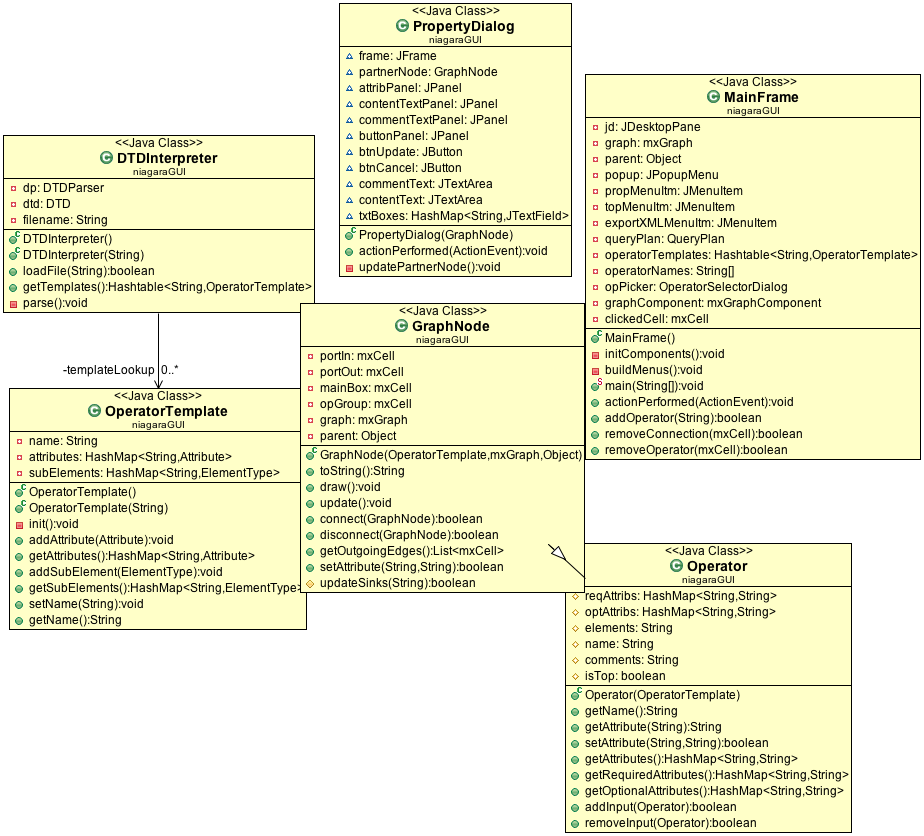 <<Java Class>>
PropertyDialog
niagaraGUI
frame: JFrame
partnerNode: GraphNode
attribPanel: JPanel
contentTextPanel: JPanel
commentTextPanel: JPanel
buttonPanel: JPanel
btnUpdate: JButton
btnCancel: JButton
commentText: JTextArea
contentText: JTextArea
txtBoxes: HashMap<String,JTextField>
PropertyDialog(GraphNode)
actionPerformed(ActionEvent):void
updatePartnerNode():void
<<Java Class>>
MainFrame
niagaraGUI
jd: JDesktopPane
graph: mxGraph
parent: Object
popup: JPopupMenu
propMenuItm: JMenuItem
topMenuItm: JMenuItem
exportXMLMenuItm: JMenuItem
queryPlan: QueryPlan
operatorTemplates: Hashtable<String,OperatorTemplate>
operatorNames: String[]
opPicker: OperatorSelectorDialog
graphComponent: mxGraphComponent
clickedCell: mxCell
MainFrame()
initComponents():void
buildMenus():void
main(String[]):void
actionPerformed(ActionEvent):void
addOperator(String):boolean
removeConnection(mxCell):boolean
removeOperator(mxCell):boolean
<<Java Class>>
DTDInterpreter
niagaraGUI
dp: DTDParser
dtd: DTD
filename: String
DTDInterpreter()
DTDInterpreter(String)
loadFile(String):boolean
getTemplates():Hashtable<String,OperatorTemplate>
parse():void
-templateLookup 0..*
<<Java Class>>
GraphNode
niagaraGUI
portIn: mxCell
portOut: mxCell
mainBox: mxCell
opGroup: mxCell
graph: mxGraph
parent: Object
GraphNode(OperatorTemplate,mxGraph,Object)
toString():String
draw():void
update():void
connect(GraphNode):boolean
disconnect(GraphNode):boolean
getOutgoingEdges():List<mxCell>
setAttribute(String,String):boolean
updateSinks(String):boolean
<<Java Class>>
OperatorTemplate
niagaraGUI
name: String
attributes: HashMap<String,Attribute>
subElements: HashMap<String,ElementType>
OperatorTemplate()
OperatorTemplate(String)
init():void
addAttribute(Attribute):void
getAttributes():HashMap<String,Attribute>
addSubElement(ElementType):void
getSubElements():HashMap<String,ElementType>
setName(String):void
getName():String
<<Java Class>>
Operator
niagaraGUI
reqAttribs: HashMap<String,String>
optAttribs: HashMap<String,String>
elements: String
name: String
comments: String
isTop: boolean
Operator(OperatorTemplate)
getName():String
getAttribute(String):String
setAttribute(String,String):boolean
getAttributes():HashMap<String,String>
getRequiredAttributes():HashMap<String,String>
getOptionalAttributes():HashMap<String,String>
addInput(Operator):boolean
removeInput(Operator):boolean